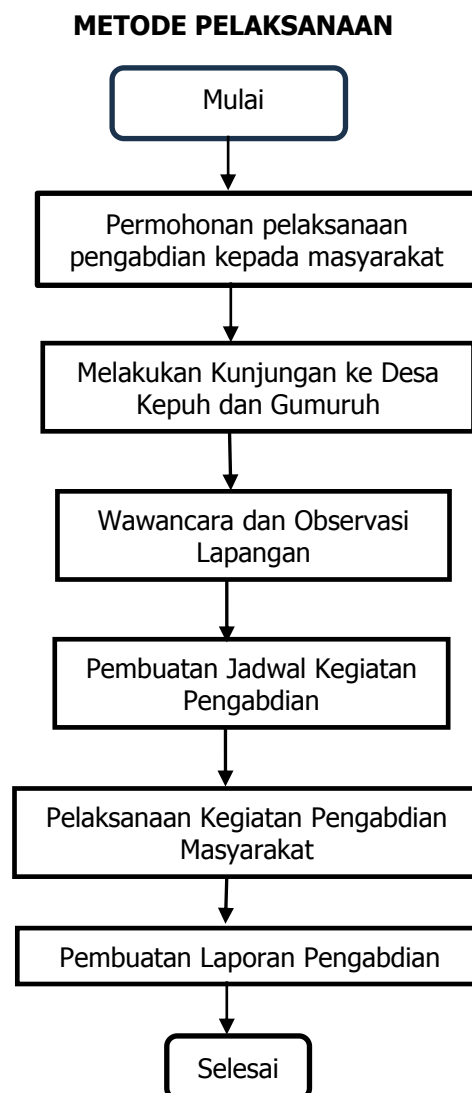 METODE PELAKSANAAN
Mulai
Permohonan pelaksanaan
pengabdian kepada masyarakat
Melakukan Kunjungan ke Desa
Kepuh dan Gumuruh
Wawancara dan Observasi
Lapangan
Pembuatan Jadwal Kegiatan
Pengabdian
Pelaksanaan Kegiatan Pengabdian
Masyarakat
Pembuatan Laporan Pengabdian
Selesai